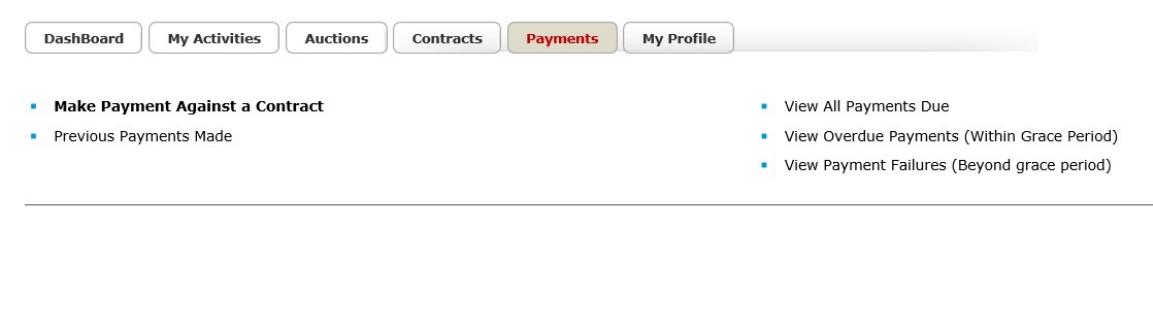 DashBoard My Activities Auctions Contracts Payments My Profile
Make Payment Against a Contract
Previous Payments Made
View All Payments Due
View Overdue Payments (Within Grace Period)
View Payment Failures (Beyond grace period)